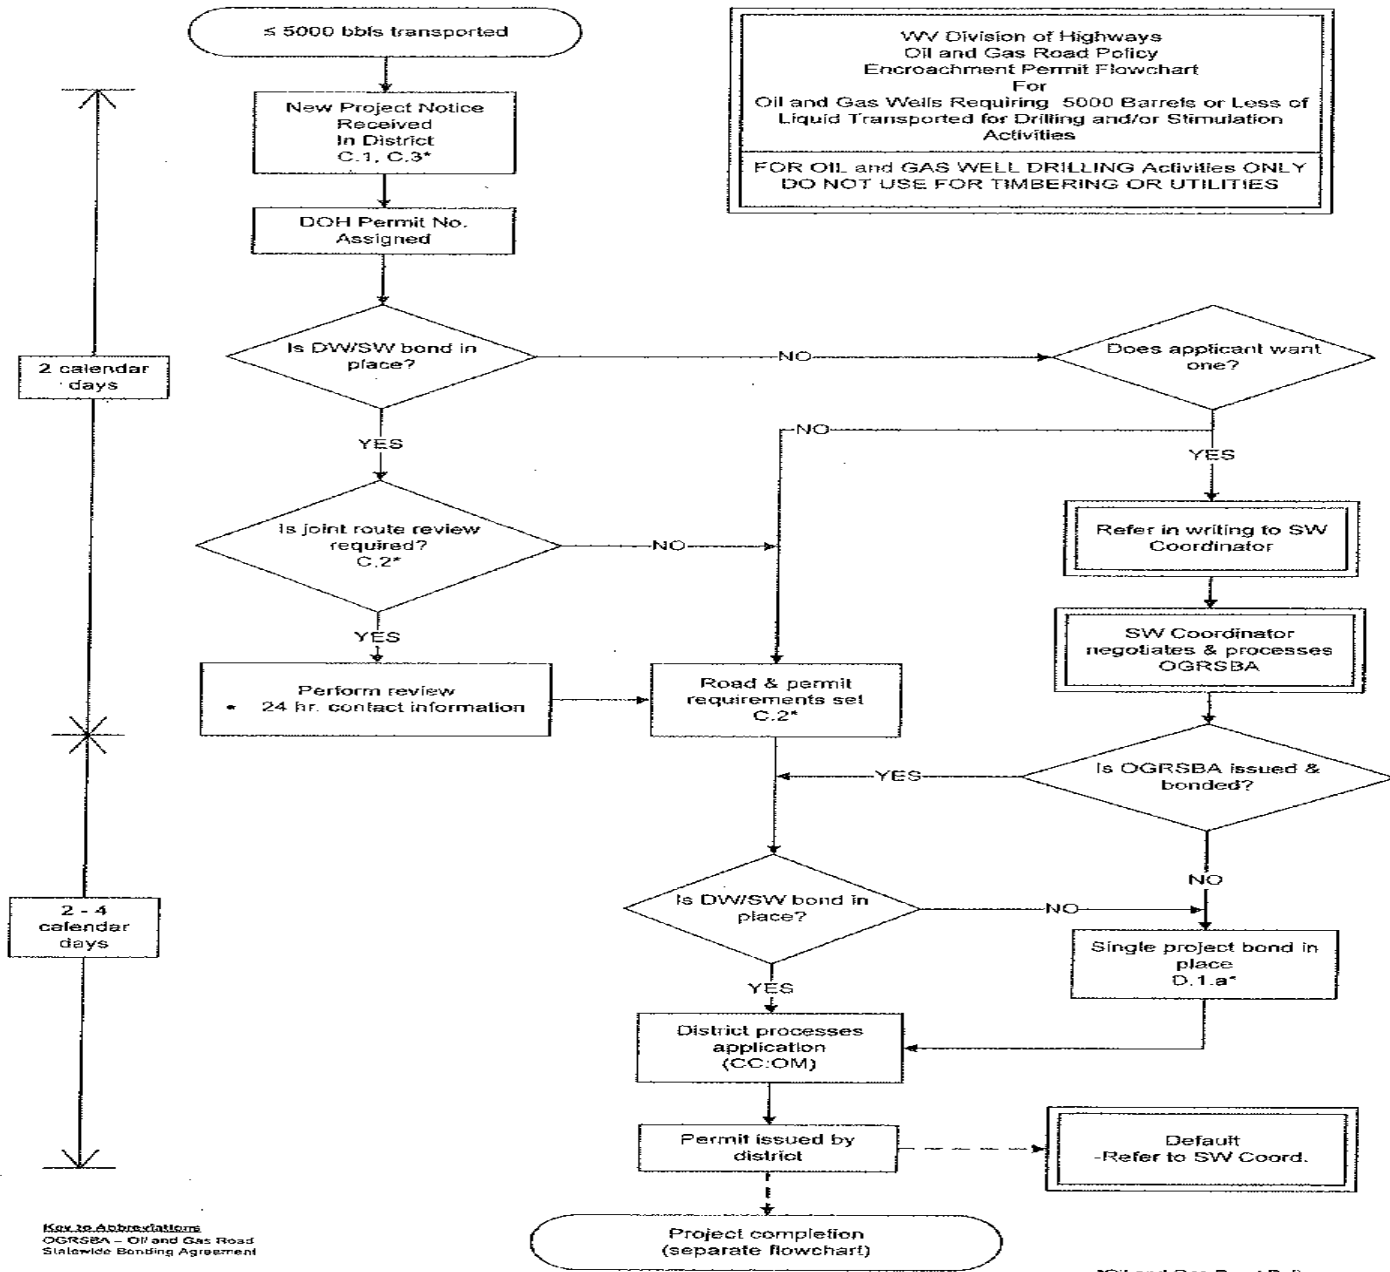 ≤ 5000 bbls transported
WV Division of Highways
Oil and Gas Road Policy
Encroachment Permit Flowchart
For
Oil and Gas Wells Requiring 5000 Barrels or Less of
Liquid Transported for Drilling and/or Stimulation
Activities
FOR OIL and GAS WELL DRILLING Activities ONLY
DO NOT USE FOR TIMBERING OR UTILITIES
New Project Notice
Received
In District
C.1, C.3*
DOH Permit No.
Assigned
2 calendar
days
Is DW/SW bond in
place?
NO
Does applicant want
one?
YES
NO
YES
Is joint route review
required?
C.2*
NO
Refer in writing to SW
Coordinator
YES
SW Coordinator
negotiates & processes
OGRSBA
Perform review
• 24 hr. contact information
Road & permit
requirements set
C.2*
YES
Is OGRSBA issued &
bonded?
NO
2 - 4
calendar
days
Is DW/SW bond in
place?
NO
Single project bond in
place
D.1.a*
YES
District processes
application
(CC:OM)
Permit issued by
district
Default
-Refer to SW Coord.
Project completion
(separate flowchart)
Key to Abbreviations
OGRSBA – Oil and Gas Road
Statewide Bonding Agreement